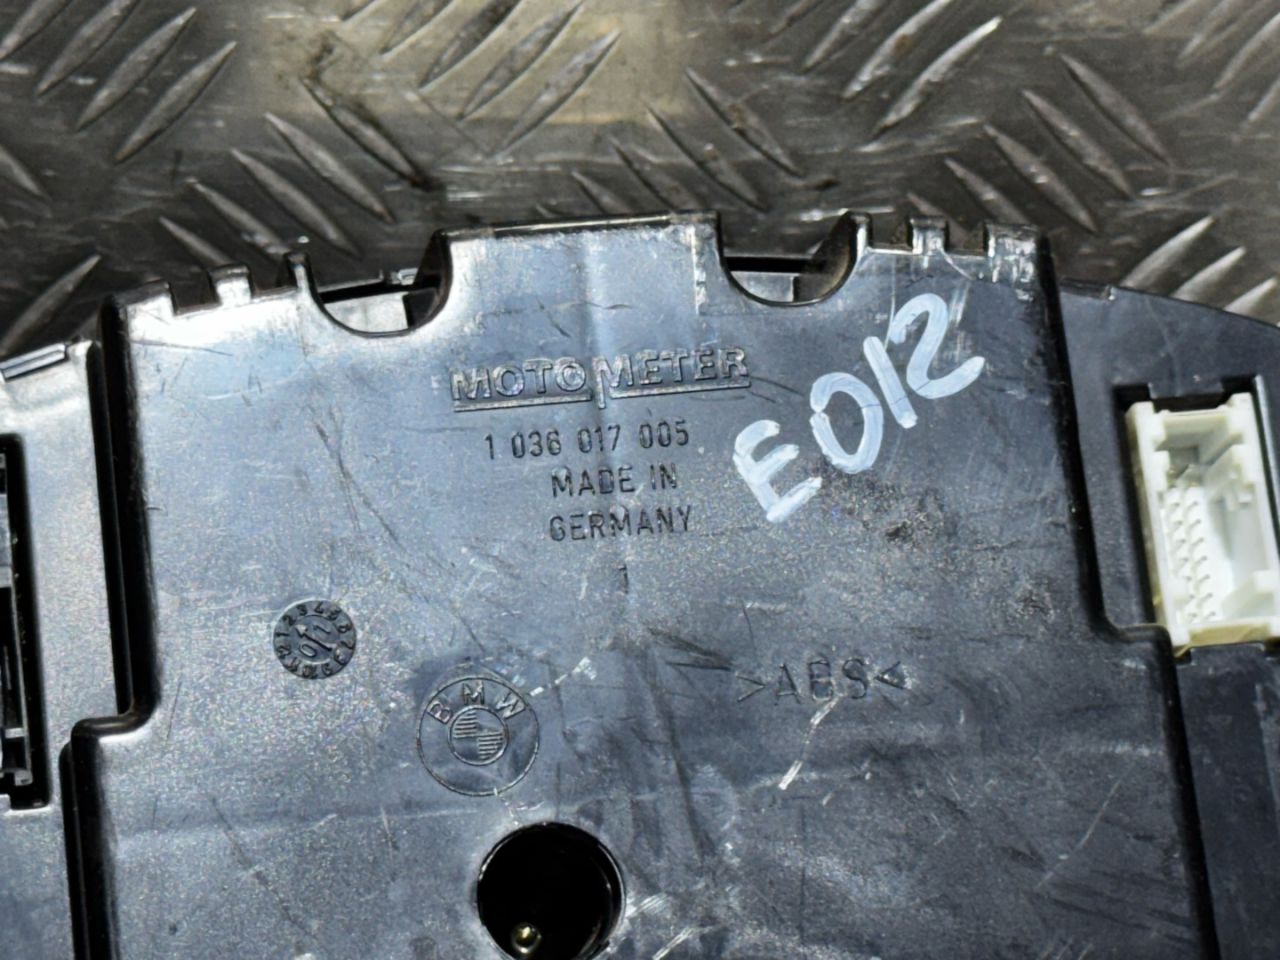 MOTOMETER
1 036 017 005
MADE IN
GERMANY
E012
BMW
>ABS<